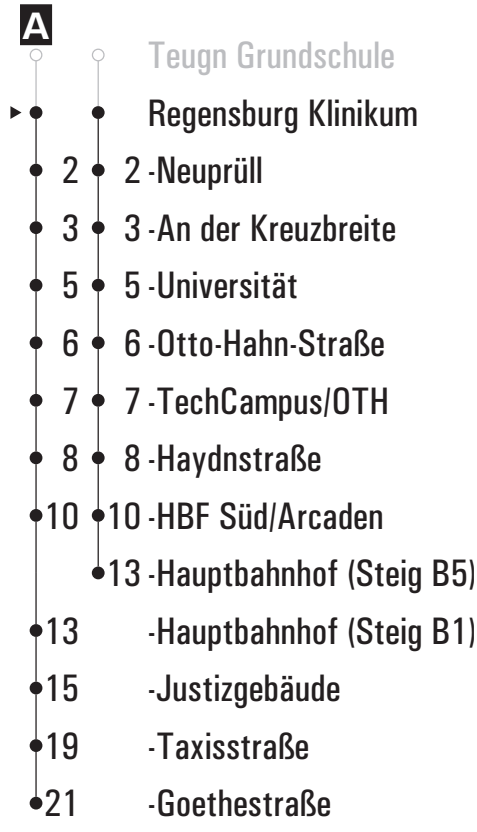 A
Teugn Grundschule
Regensburg Klinikum
2 2 -Neuprüll
3 3 -An der Kreuzbreite
5 5 -Universität
6 6 -Otto-Hahn-Straße
7 7 -TechCampus/OTH
8 8 -Haydnstraße
10 10 -HBF Süd/Arcaden
13 -Hauptbahnhof (Steig B5)
13 -Hauptbahnhof (Steig B1)
15 -Justizgebäude
19 -Taxisstraße
21 -Goethestraße